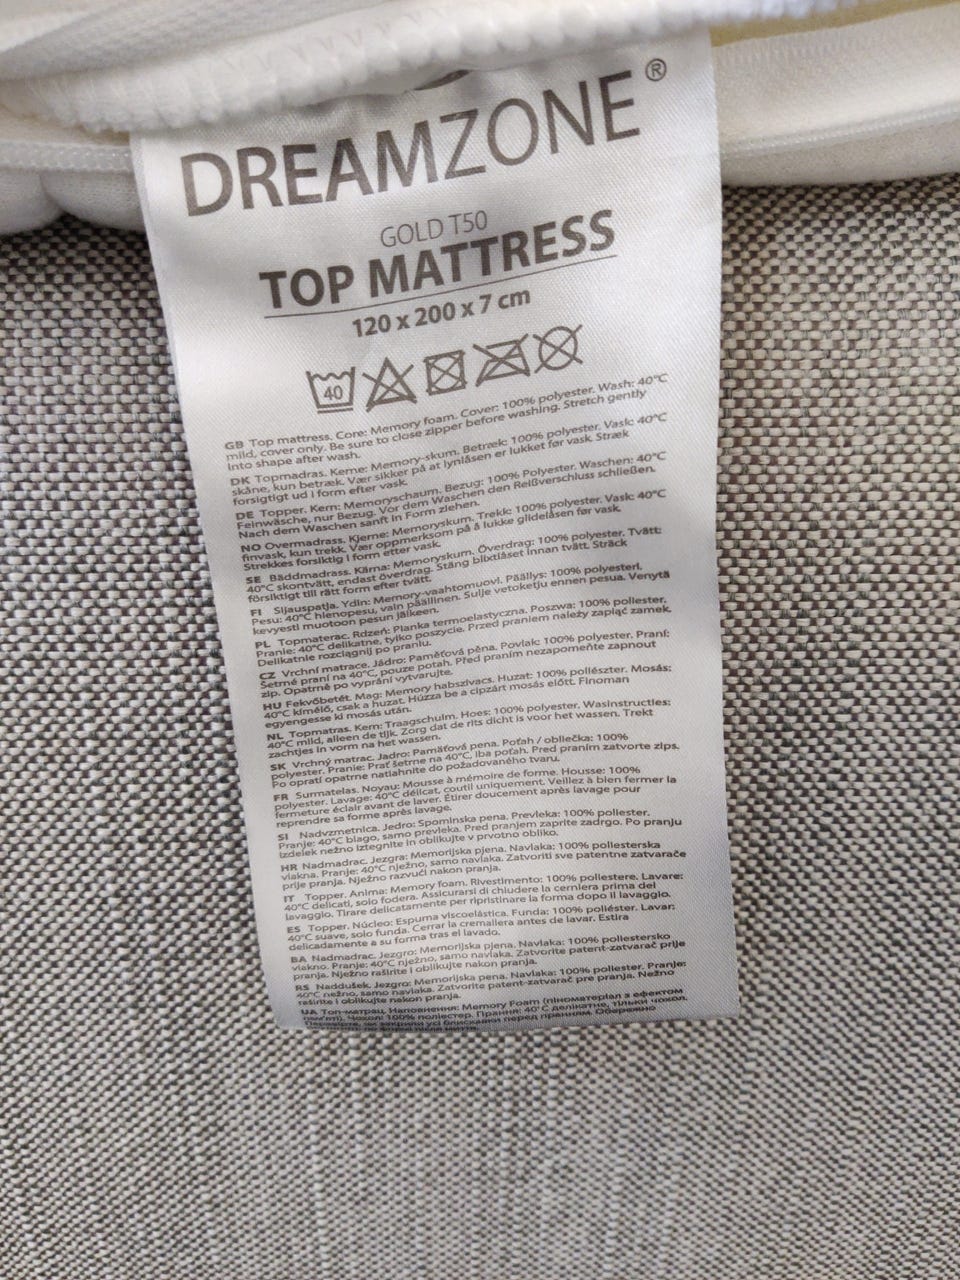 DREAMZONE®
GOLD T50
TOP MATTRESS
120 x 200 x 7 cm
40
GB Top mattress. Core: Memory foam. Cover: 100% polyester. Wash: 40°C
mild, cover only. Be sure to close zipper before washing. Stretch gently
into shape after wash.
DK Topmadras. Kerne: Memory-skum. Betræk: 100% polyester. Vask: 40°C
skåne, kun betræk. Vær sikker på at lynlåsen er lukket før vask. Stræk
forsigtigt ud i form efter vask.
DE Topper. Kern: Memoryschaum. Bezug: 100% Polyester. Waschen: 40°C
Feinwäsche, nur Bezug. Vor dem Waschen den Reißverschluss schließen.
Nach dem Waschen sanft in Form ziehen.
NO Overmadrass. Kjerne: Memoryskum. Trekk: 100% polyester. Vask: 40°C
finvask, kun trekk. Vær oppmerksom på å lukke glidelåsen før vask.
Strekkes forsiktig i form etter vask.
SE Bäddmadrass. Kärna: Memoryskum. Överdrag: 100% polyester. Tvätt:
40°C skontvätt, endast överdrag. Stäng blixtlåset innan tvätt. Sträck
försiktigt till rätt form efter tvätt.
FI Sijauspatja. Ydin: Memory-vaahtomuovi. Päällys: 100% polyesteri.
Pesu: 40°C hienopesu, vain päällinen. Sulje vetoketju ennen pesua. Venytä
kevyesti muotoon pesun jälkeen.
PL Topmaterac. Rdzeń: Pianka termoelastyczna. Poszwa: 100% poliester.
Pranie: 40°C delikatne, tylko poszycie. Przed praniem należy zapiąć zamek.
Delikatnie rozciągnij po praniu.
CZ Vrchní matrace. Jádro: Paměťová pěna. Povlak: 100% polyester. Praní:
Šetrné praní na 40°C, pouze potah. Před praním nezapomeňte zapnout
zip. Opatrně po vyprání vytvarujte.
HU Fekvőbetét. Mag: Memory habszivacs. Huzat: 100% poliészter. Mosás:
40°C kímélő, csak a huzat. Húzza be a cipzárt mosás előtt. Finoman
egyengesse ki mosás után.
NL Topmatras. Kern: Traagschuim. Hoes: 100% polyester. Wasinstructies:
40°C mild, alleen de tijk. Zorg dat de rits dicht is voor het wassen. Trekt
zachtjes in vorm na het wassen.
SK Vrchný matrac. Jadro: Pamäťová pena. Poťah / obliečka: 100%
polyester. Pranie: Prať šetrne na 40°C, iba poťah. Pred praním zatvorte zips.
Po opratí opatrne natiahnite do požadovaného tvaru.
FR Surmatelas. Noyau: Mousse à mémoire de forme. Housse: 100%
polyester. Lavage: 40°C délicat, coutil uniquement. Veillez à bien fermer la
fermeture éclair avant de laver. Étirer doucement après lavage pour
reprendre sa forme après lavage.
SI Nadvzmetnica. Jedro: Spominska pena. Prevleka: 100% poliester.
Pranje: 40°C blago, samo prevleka. Pred pranjem zaprite zadrgo. Po pranju
izdelek nežno iztegnite in oblikujte v prvotno obliko.
HR Nadmadrac. Jezgra: Memorijska pjena. Navlaka: 100% poliesterska
vlakna. Pranje: 40°C nježno, samo navlaka. Zatvoriti sve patentne zatvarače
prije pranja. Nježno razvući nakon pranja.
IT Topper. Anima: Memory foam. Rivestimento: 100% poliestere. Lavare:
40°C delicati, solo fodera. Assicurarsi di chiudere la cerniera prima del
lavaggio. Tirare delicatamente per ripristinare la forma dopo il lavaggio.
ES Topper. Núcleo: Espuma viscoelástica. Funda: 100% poliéster. Lavar:
40°C suave, solo funda. Cerrar la cremallera antes de lavar. Estira
delicadamente a su forma tras el lavado.
BA Nadmadrac. Jezgro: Memorijska pjena. Navlaka: 100% poliestersko
vlakno. Pranje: 40°C nježno, samo navlaka. Zatvorite patent-zatvarač prije
pranja. Nježno raširite i oblikujte nakon pranja.
RS Naddušek. Jezgro: Memorijska pena. Navlaka: 100% poliester. Pranje:
40°C nežno, samo navlaka. Zatvorite patent-zatvarač pre pranja. Nežno
raširite i oblikujte nakon pranja.
UA Топ-матрац. Наповнення: Memory Foam (піноматеріал з ефектом
пам'яті). Чохол: 100% поліестер. Прання: 40°C делікатне, тільки чохол.
перед пранням. Обережно